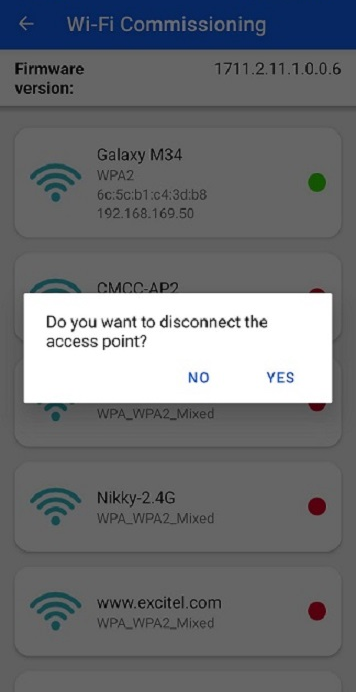 Wi-Fi Commissioning
Firmware version:
1711.2.11.1.0.0.6
Galaxy M34
WPA2
6c:5c:b1:c4:3d:b8
192.168.169.50
CMCC-AP2
Do you want to disconnect the
access point?
NO YES
WPA_WPA2_Mixed
Nikky-2.4G
WPA_WPA2_Mixed
www.excitel.com
WPA_WPA2_Mixed